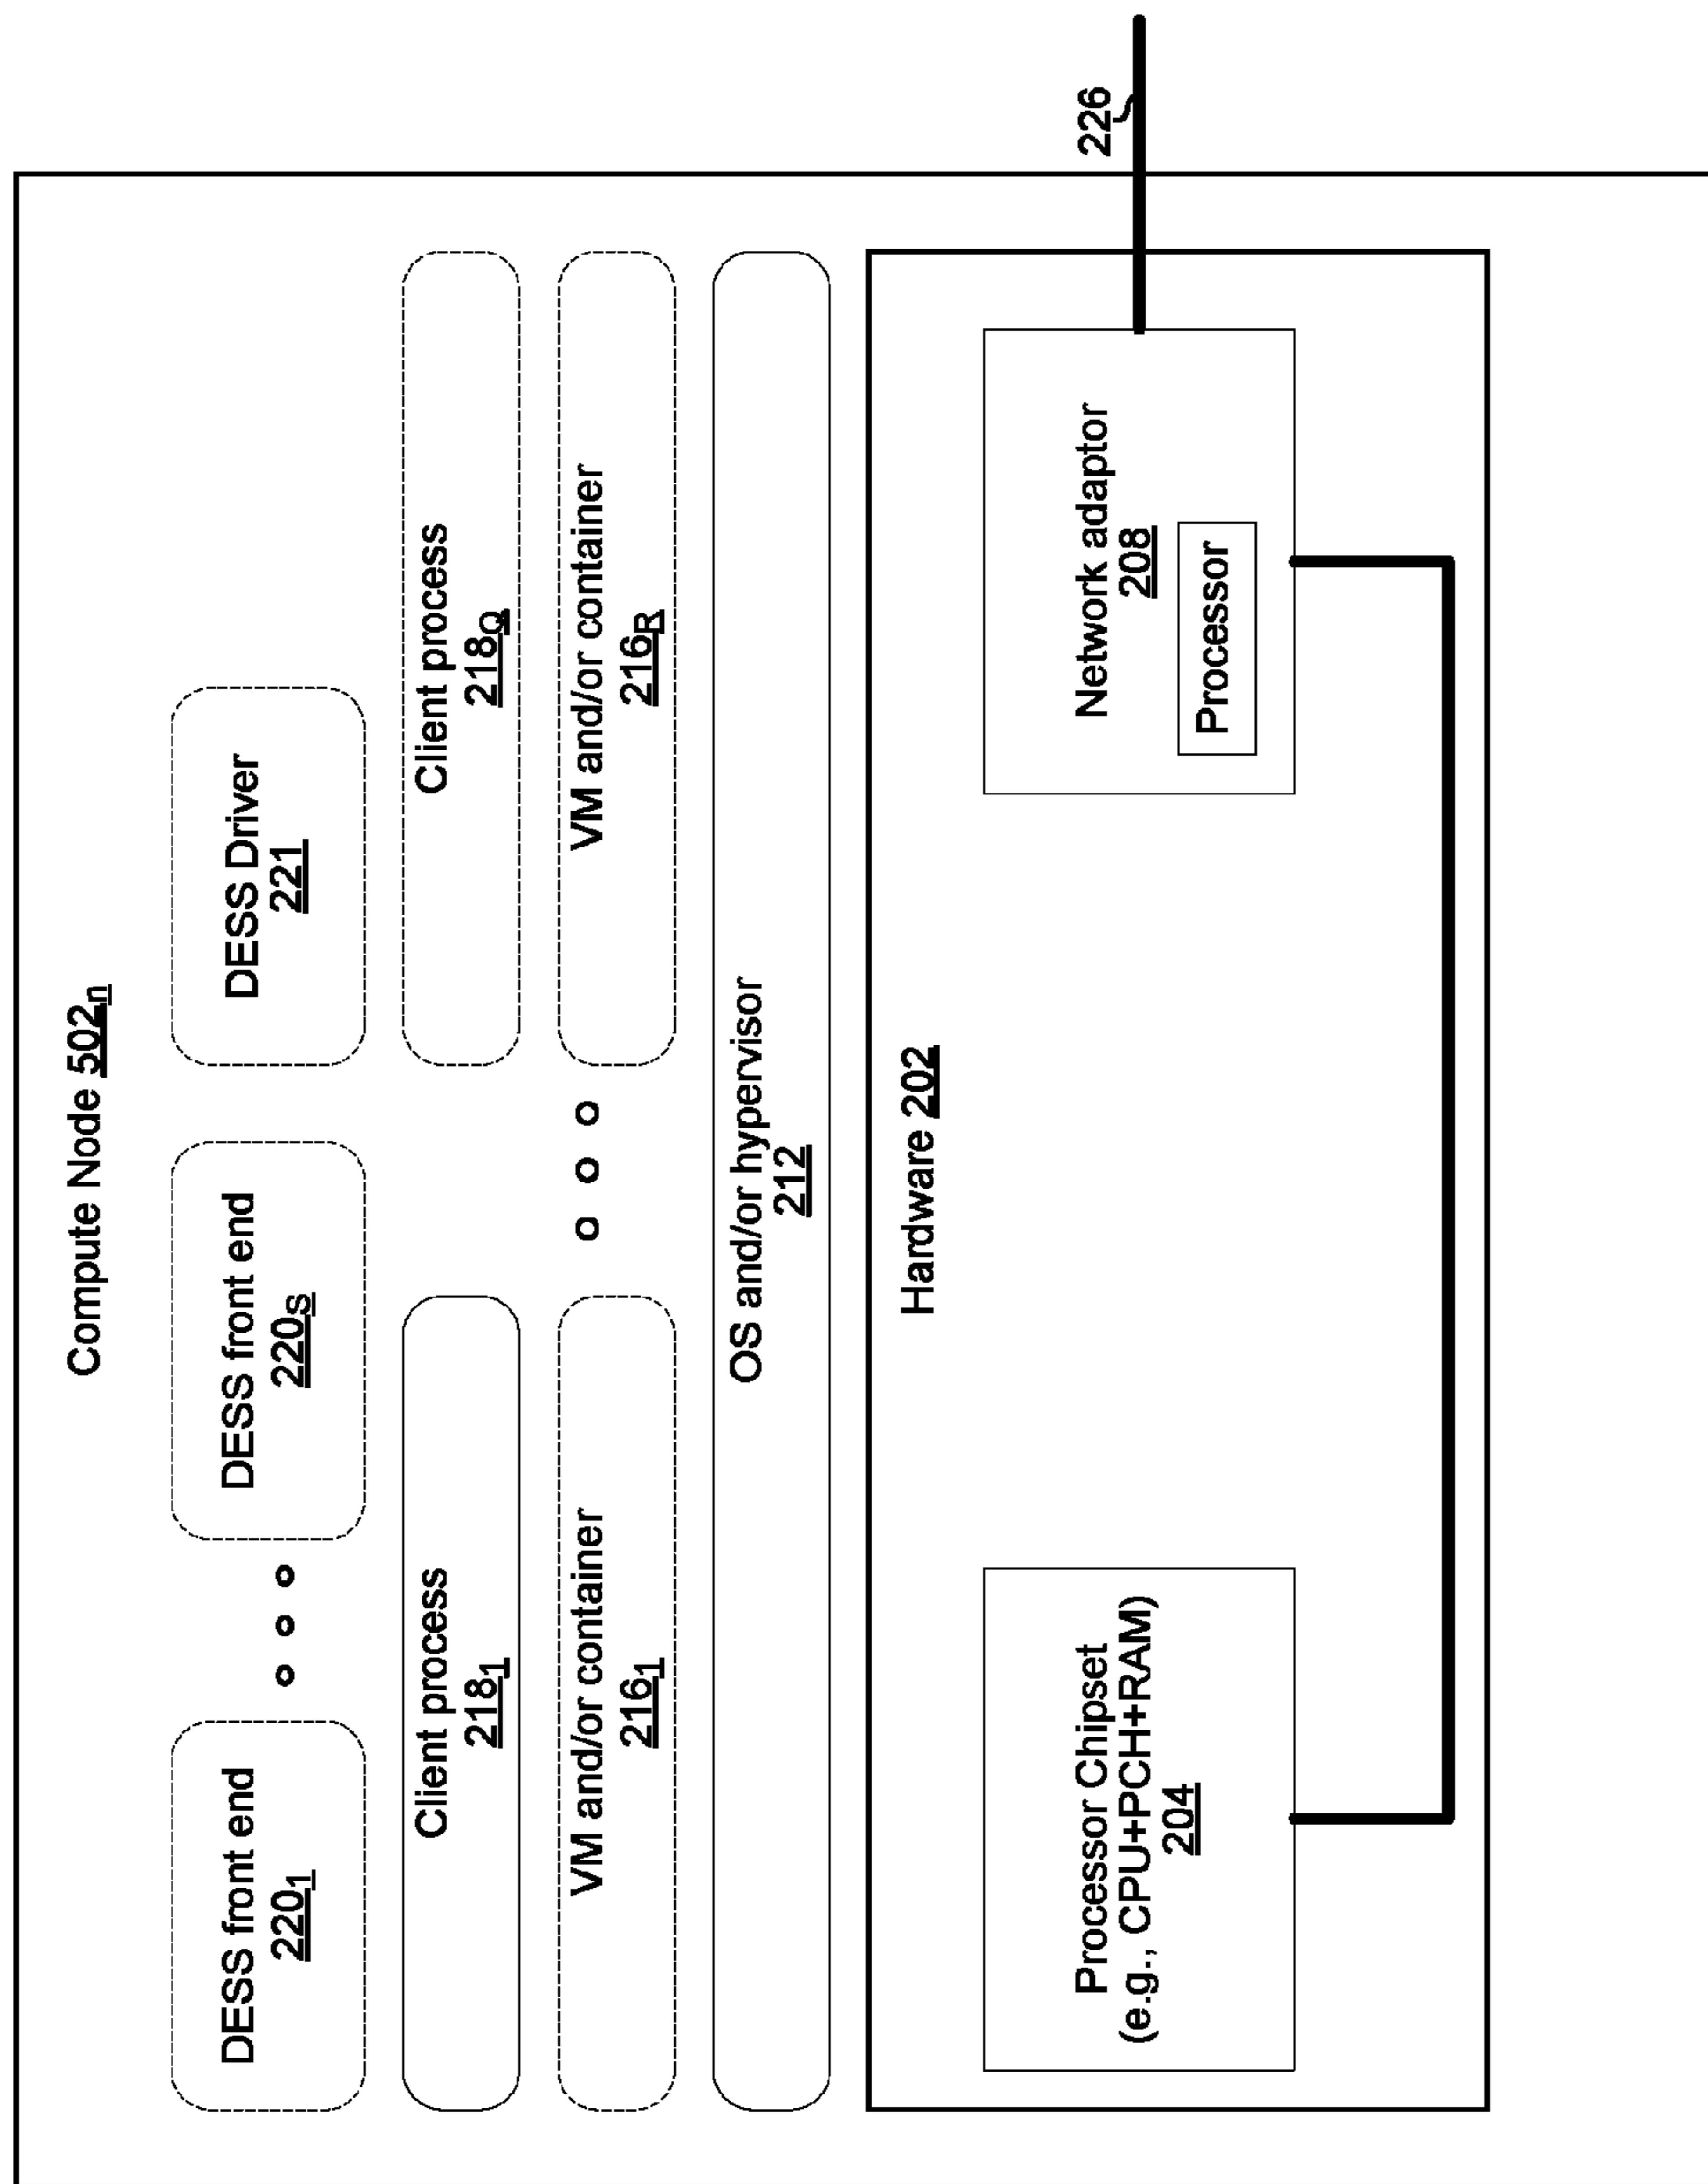 Compute Node 502n
DESS front end
220₁
DESS front end
220S
DESS Driver
221
Client process
218₁
Client process
218Q
VM and/or container
216₁
VM and/or container
216R
OS and/or hypervisor
212
Hardware 202
Processor Chipset
(e.g., CPU+PCH+RAM)
204
Network adaptor
208
Processor
226